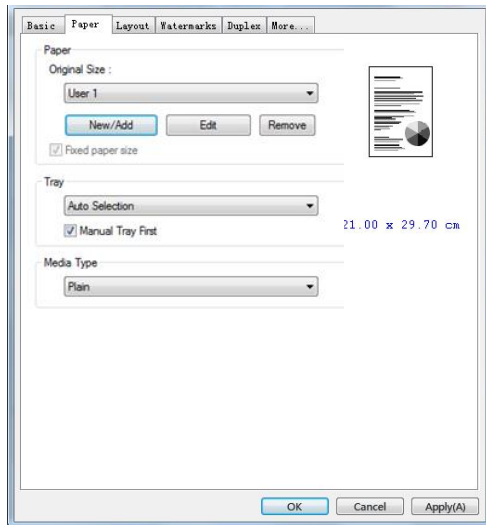 Basic Paper Layout Watermarks Duplex More...
Paper
Original Size :
User 1
New/Add Edit Remove
Fixed paper size
Tray
Auto Selection
Manual Tray First
21.00 x 29.70 cm
Media Type
Plain
OK Cancel Apply(A)